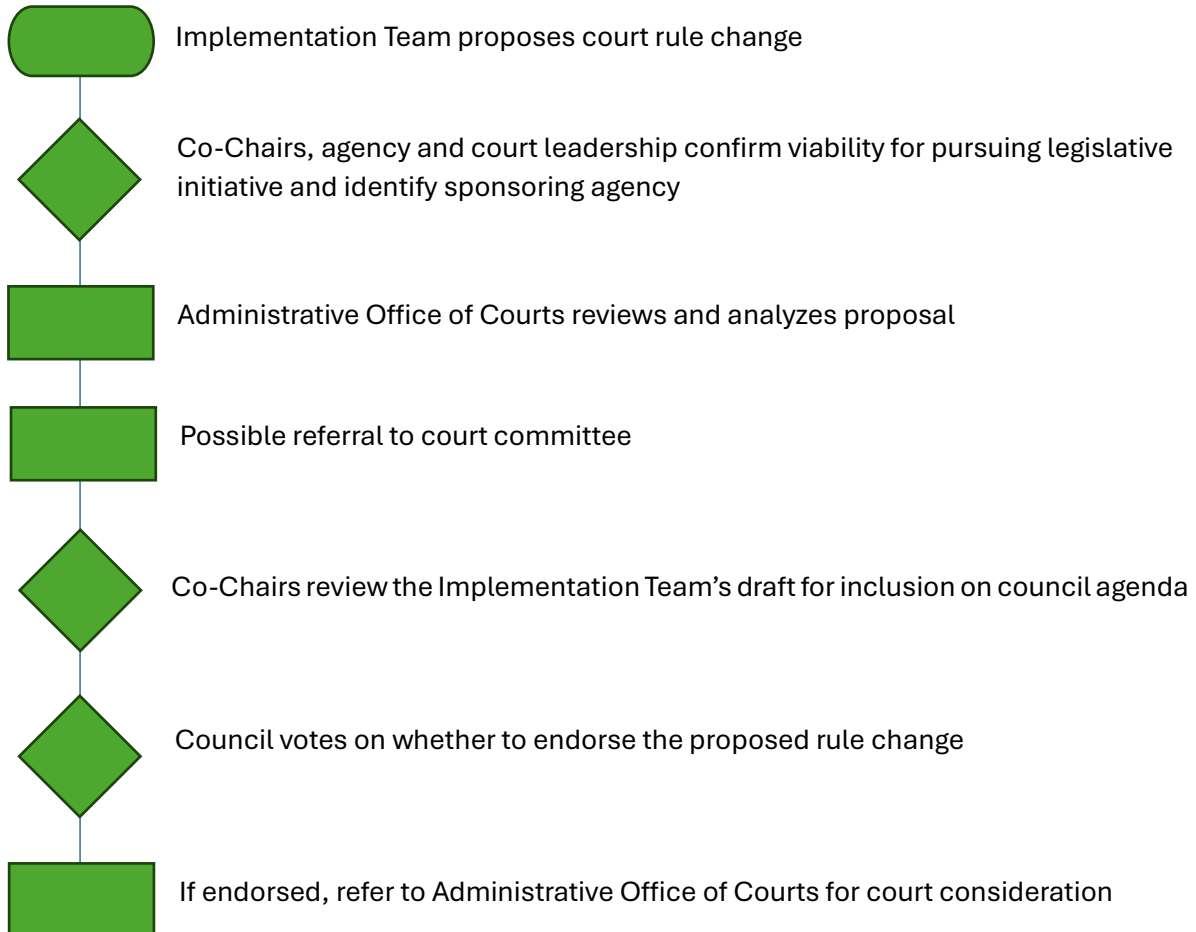 Implementation Team proposes court rule change
Co-Chairs, agency and court leadership confirm viability for pursuing legislative
initiative and identify sponsoring agency
Administrative Office of Courts reviews and analyzes proposal
Possible referral to court committee
Co-Chairs review the Implementation Team’s draft for inclusion on council agenda
Council votes on whether to endorse the proposed rule change
If endorsed, refer to Administrative Office of Courts for court consideration